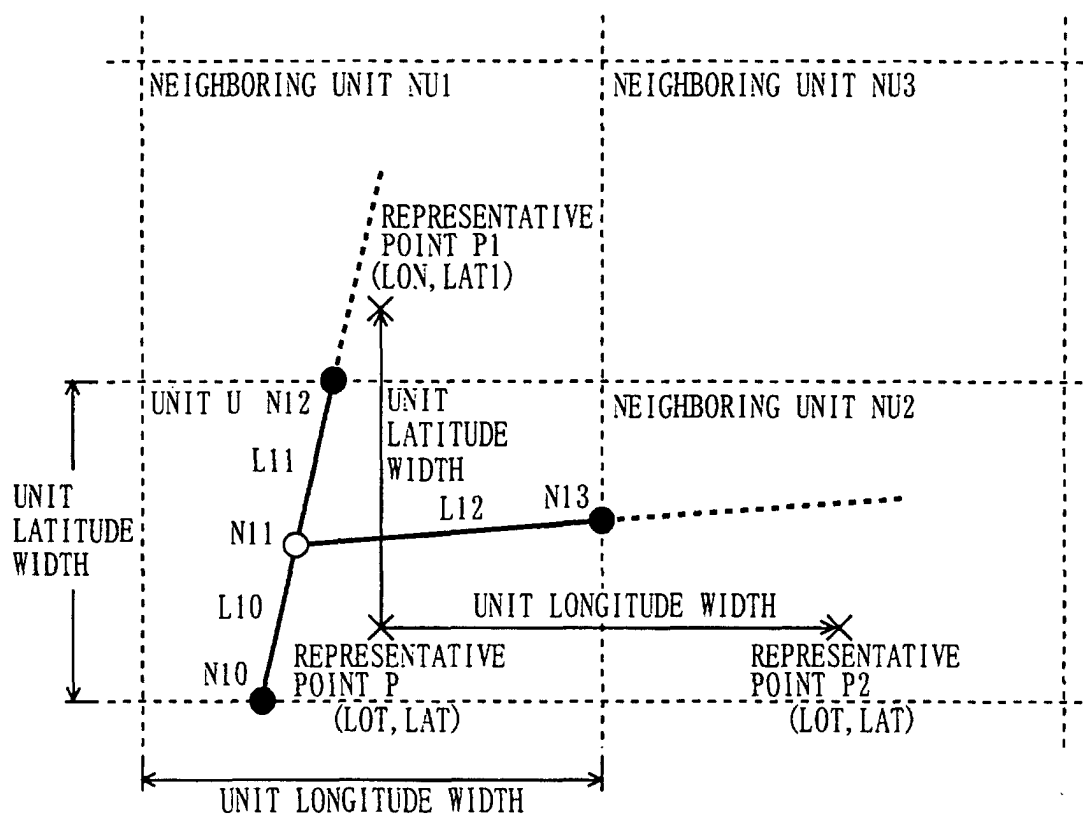 NEIGHBORING UNIT NU1
NEIGHBORING UNIT NU3
REPRESENTATIVE
POINT P1
(LON, LAT1)
UNIT U
N12
UNIT
LATITUDE
WIDTH
NEIGHBORING UNIT NU2
L11
N13
L12
UNIT
LATITUDE
WIDTH
N11
L10
UNIT LONGITUDE WIDTH
N10
REPRESENTATIVE
POINT P
(LOT, LAT)
REPRESENTATIVE
POINT P2
(LOT, LAT)
UNIT LONGITUDE WIDTH